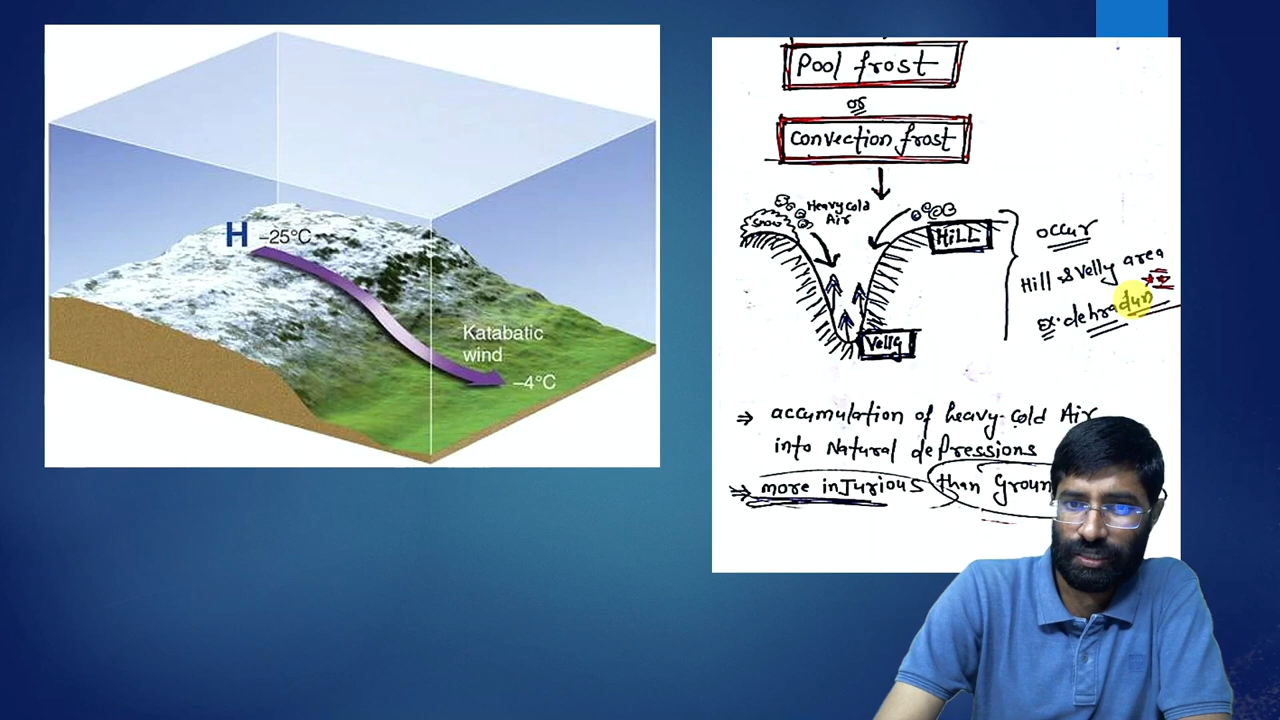 H -25°C
Katabatic
wind
-4°C
Pool frost
or
Convection frost
Heavy cold
Air
Snow
HiLL
Velly
occur
Hill & Velly area
Ex. dehradun
⇒ accumulation of heavy-cold Air
into Natural depressions
⇒ more inJurious than